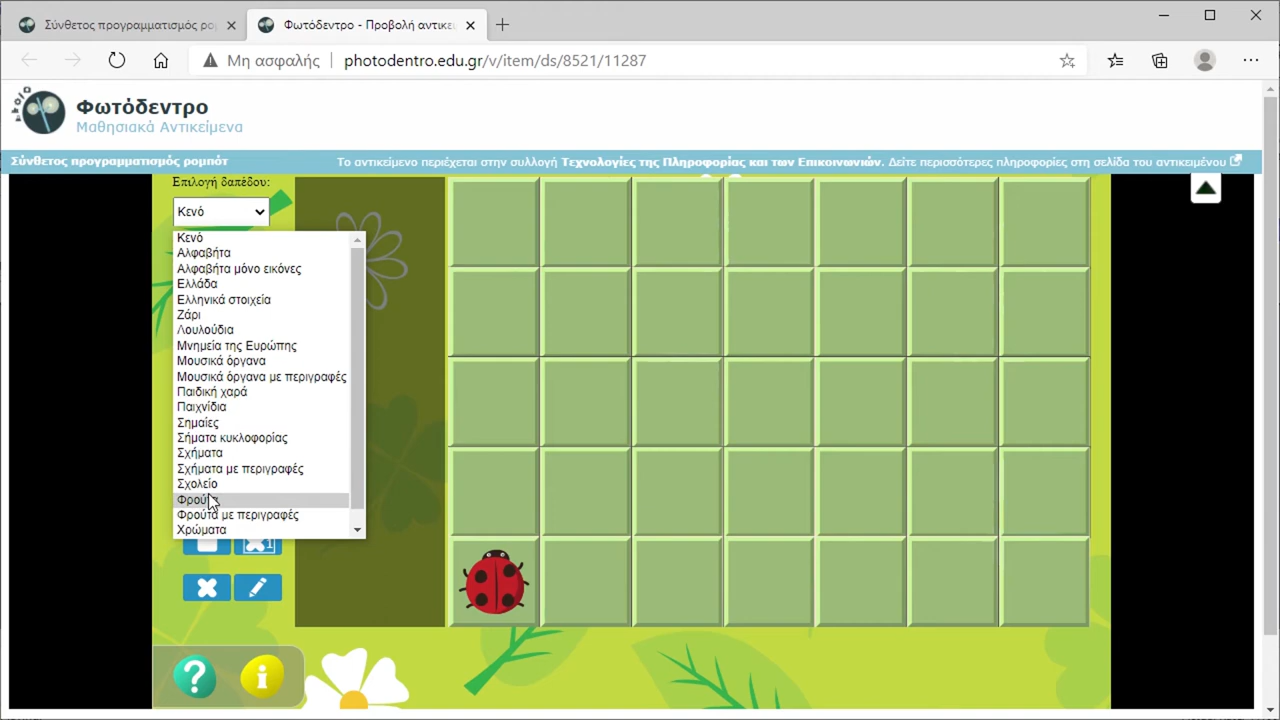 Σύνθετος προγραμματισμός ρο
Φωτόδεντρο - Προβολή αντικει
Μη ασφαλής
photodentro.edu.gr/v/item/ds/8521/11287
Φωτόδεντρο
Μαθησιακά Αντικείμενα
Σύνθετος προγραμματισμός ρομπότ
Το αντικείμενο περιέχεται στην συλλογή Τεχνολογίες της Πληροφορίας και των Επικοινωνιών. Δείτε περισσότερες πληροφορίες στη σελίδα του αντικειμένου
Επιλογή δαπέδου:
Κενό
Κενό
Αλφαβήτα
Αλφαβήτα μόνο εικόνες
Ελλάδα
Ελληνικά στοιχεία
Ζάρι
Λουλούδια
Μνημεία της Ευρώπης
Μουσικά όργανα
Μουσικά όργανα με περιγραφές
Παιδική χαρά
Παιχνίδια
Σημαίες
Σήματα κυκλοφορίας
Σχήματα
Σχήματα με περιγραφές
Σχολείο
Φρούτα
Φρούτα με περιγραφές
Χρώματα
1
? i